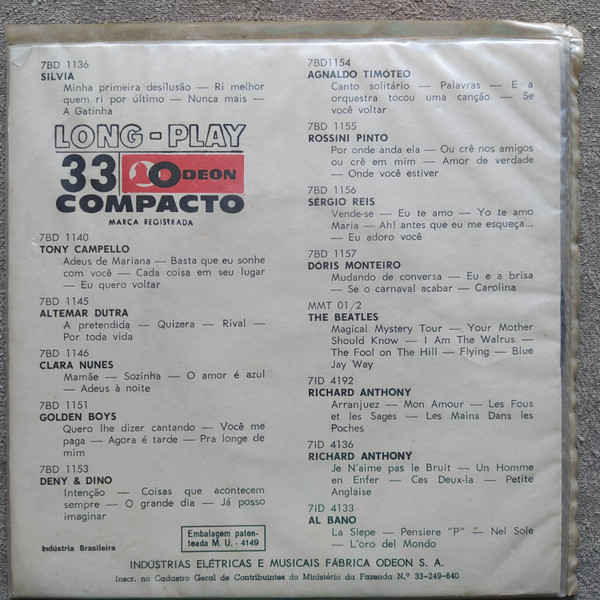 7BD 1136
SILVIA
Minha primeira desilusão — Ri melhor
quem ri por último — Nunca mais —
A Gatinha
LONG-PLAY
33 ODEON
COMPACTO
MARCA REGISTRADA
7BD 1140
TONY CAMPELLO
Adeus de Mariana — Basta que eu sonhe
com você — Cada coisa em seu lugar
— Eu quero voltar
7BD 1145
ALTEMAR DUTRA
A pretendida — Quizera — Rival —
Por toda vida
7BD 1146
CLARA NUNES
Mamãe — Sozinha — O amor é azul
— Adeus à noite
7BD 1151
GOLDEN BOYS
Quero lhe dizer cantando — Você me
paga — Agora é tarde — Pra longe de
mim
7BD 1153
DENY & DINO
Intenção — Coisas que acontecem
sempre — O grande dia — Já posso
imaginar
7BD1154
AGNALDO TIMÓTEO
Canto solitário — Palavras — E a
orquestra tocou uma canção — Se
você voltar
7BD 1155
ROSSINI PINTO
Por onde anda ela — Ou crê nos amigos
ou crê em mim — Amor de verdade
— Onde você estiver
7BD 1156
SÉRGIO REIS
Vende-se — Eu te amo — Yo te amo
Maria — Ah! antes que eu me esqueça...
— Eu adoro você
7BD 1157
DÓRIS MONTEIRO
Mudando de conversa — Eu e a brisa
— Se o carnaval acabar — Carolina
MMT 01/2
THE BEATLES
Magical Mystery Tour — Your Mother
Should Know — I Am The Walrus —
The Fool on The Hill — Flying — Blue
Jay Way
7ID 4192
RICHARD ANTHONY
Arranjuez — Mon Amour — Les Fous
et les Sages — Les Mains Dans les
Poches
7ID 4136
RICHARD ANTHONY
Je N'aime pas le Bruit — Un Homme
en Enfer — Ces Deux-la — Petite
Anglaise
7ID 4133
AL BANO
La Siepe — Pensiere "P" — Nel Sole
— L'oro del Mondo
Indústria Brasileira
Embalagem paten-
teada M. U. - 4149
INDÚSTRIAS ELÉTRICAS E MUSICAIS FÁBRICA ODEON S. A.
Inscr. no Cadastro Geral de Contribuintes do Ministério da Fazenda N.º 33-249-640